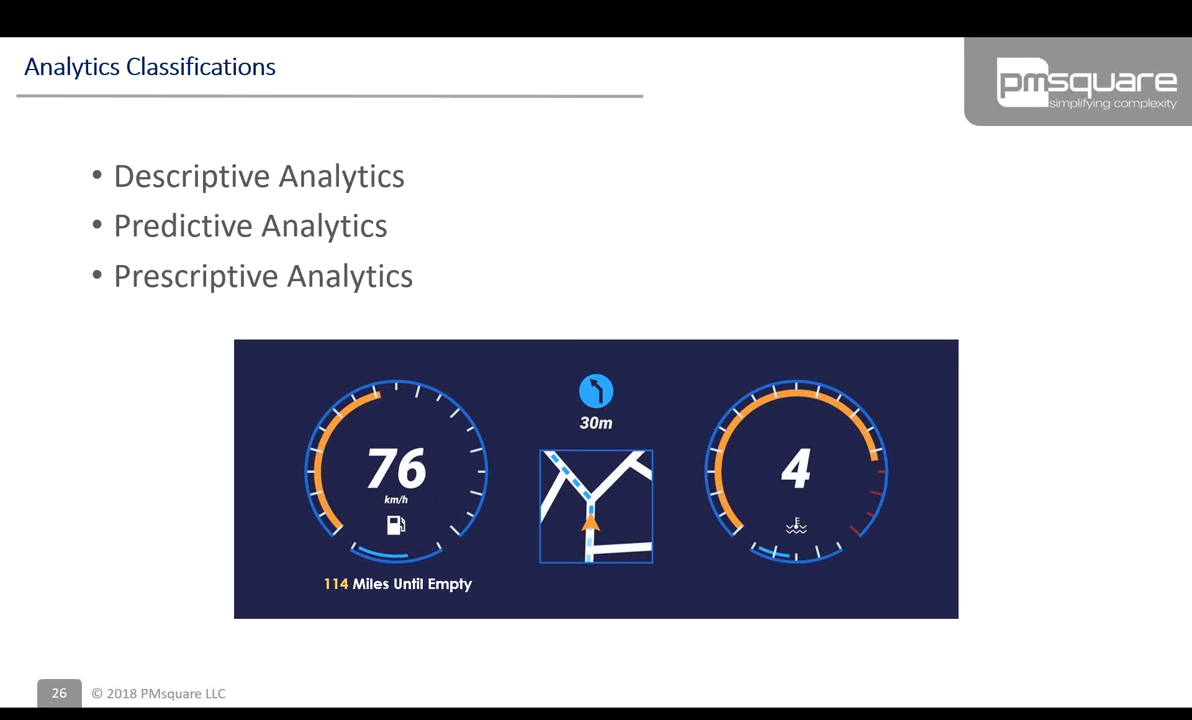 Analytics Classifications
pmsquare
simplifying complexity
• Descriptive Analytics
• Predictive Analytics
• Prescriptive Analytics
30m
76
km/h
4
114 Miles Until Empty
26
© 2018 PMsquare LLC